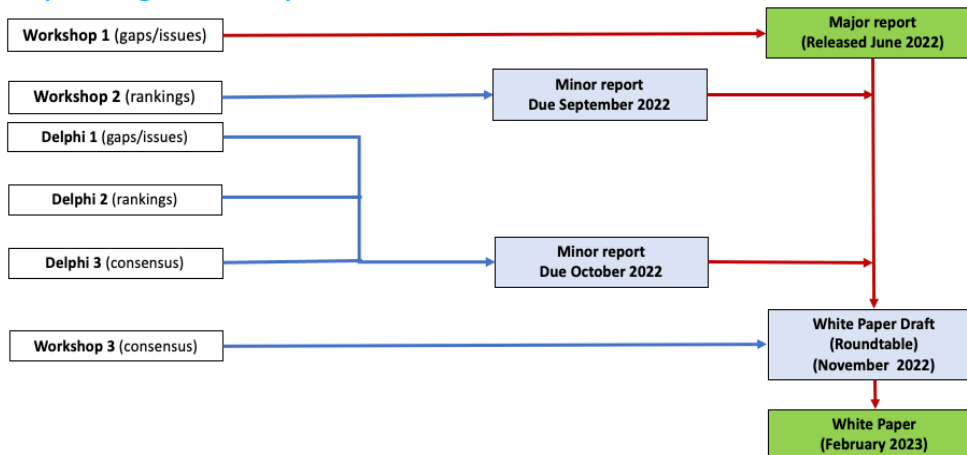 Workshop 1 (gaps/issues)
Major report
(Released June 2022)
Workshop 2 (rankings)
Minor report
Due September 2022
Delphi 1 (gaps/issues)
Delphi 2 (rankings)
Delphi 3 (consensus)
Minor report
Due October 2022
Workshop 3 (consensus)
White Paper Draft
(Roundtable)
(November 2022)
White Paper
(February 2023)